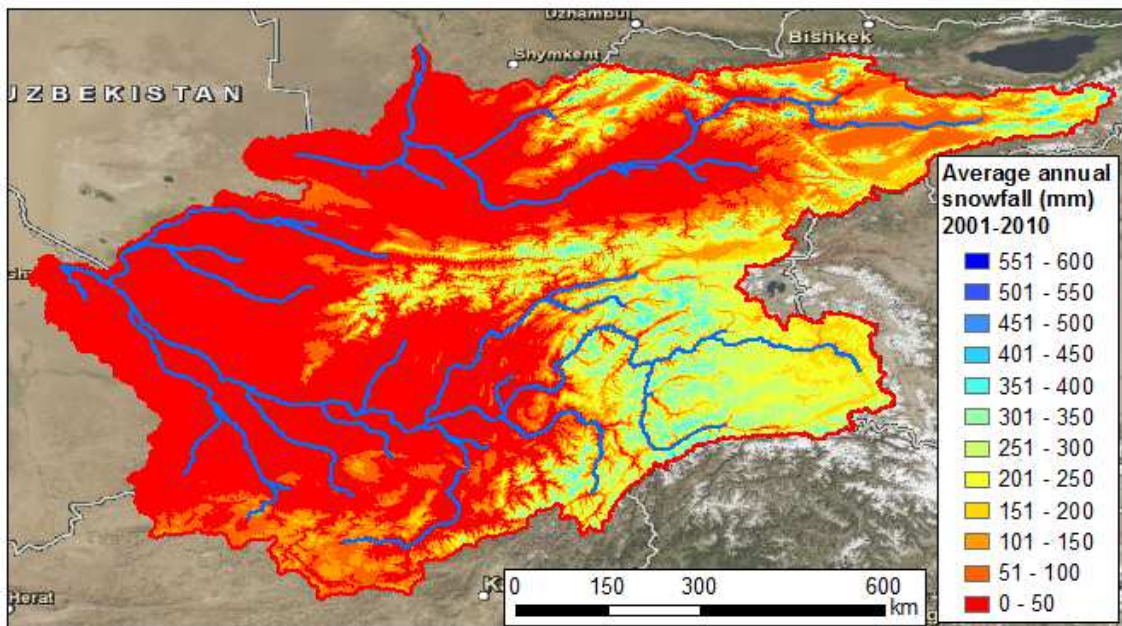 Dzhambul
Bishkek
Shymkent
UZBEKISTAN
Average annual
snowfall (mm)
2001-2010
551 - 600
501 - 550
451 - 500
401 - 450
351 - 400
301 - 350
251 - 300
201 - 250
151 - 200
101 - 150
51 - 100
0 - 50
Herat
0 150 300 600
km